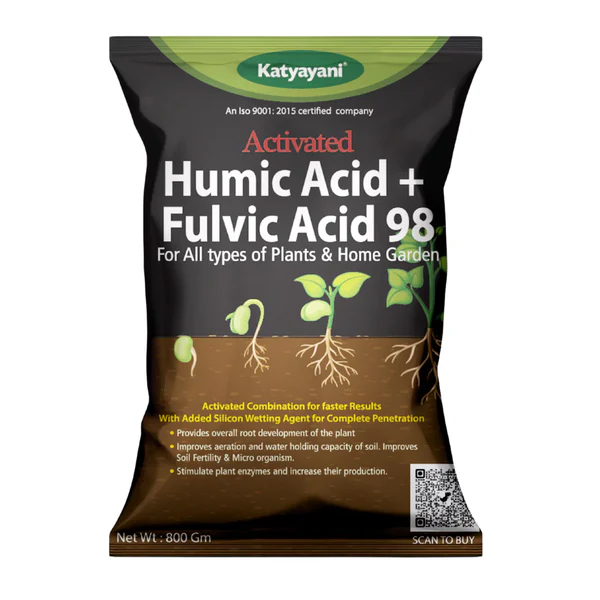 Katyayani®
An Iso 9001: 2015 certified company
Activated
Humic Acid +
Fulvic Acid 98
For All types of Plants & Home Garden
Activated Combination for faster Results
With Added Silicon Wetting Agent for Complete Penetration
• Provides overall root development of the plant
• Improves aeration and water holding capacity of soil. Improves
Soil Fertility & Micro organism.
• Stimulate plant enzymes and increase their production.
Net Wt : 800 Gm
SCAN TO BUY